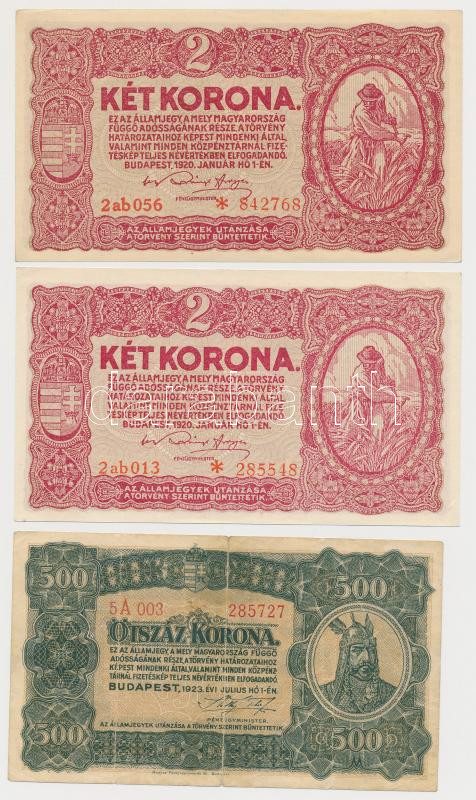 2
KÉT KORONA.
EZ AZ ÁLLAMJEGY, A MELY MAGYARORSZÁG
FÜGGŐ ADÓSSÁGÁNAK RÉSZE, A TÖRVÉNY
HATÁROZATAIHOZ KÉPEST MINDENKI ÁLTAL,
VALAMINT MINDEN KÖZPÉNZTÁRNÁL FIZE-
TÉSKÉP TELJES NÉVÉRTÉKBEN ELFOGADANDÓ.
BUDAPEST, 1920. JANUÁR HÓ 1-ÉN.
PÉNZÜGYMINISTER.
2ab056 * 842768
AZ ÁLLAMJEGYEK UTÁNZÁSA
A TÖRVÉNY SZERINT BÜNTETTETIK.
2
KÉT KORONA.
EZ AZ ÁLLAMJEGY, A MELY MAGYARORSZÁG
FÜGGŐ ADÓSSÁGÁNAK RÉSZE, A TÖRVÉNY
HATÁROZATAIHOZ KÉPEST MINDENKI ÁLTAL,
VALAMINT MINDEN KÖZPÉNZTÁRNÁL FIZE-
TÉSKÉP TELJES NÉVÉRTÉKBEN ELFOGADANDÓ.
BUDAPEST, 1920. JANUÁR HÓ 1-ÉN.
PÉNZÜGYMINISTER.
2ab013 * 285548
AZ ÁLLAMJEGYEK UTÁNZÁSA
A TÖRVÉNY SZERINT BÜNTETTETIK.
500 500
5A 003 285727
ÖTSZÁZ KORONA.
EZ AZ ÁLLAMJEGY, A MELY MAGYARORSZÁG FÜGGŐ
ADÓSSÁGÁNAK RÉSZE, A TÖRVÉNY HATÁROZATAIHOZ
KÉPEST MINDENKI ÁLTAL, VALAMINT MINDEN KÖZPÉNZ-
TÁRNÁL FIZETÉSKÉP TELJES NÉVÉRTÉKBEN ELFOGADANDÓ.
BUDAPEST, 1923. ÉVI JÚLIUS HÓ 1-ÉN.
PÉNZÜGYMINISTER.
AZ ÁLLAMJEGYEK UTÁNZÁSA A TÖRVÉNY SZERINT BÜNTETTETIK.
500 500